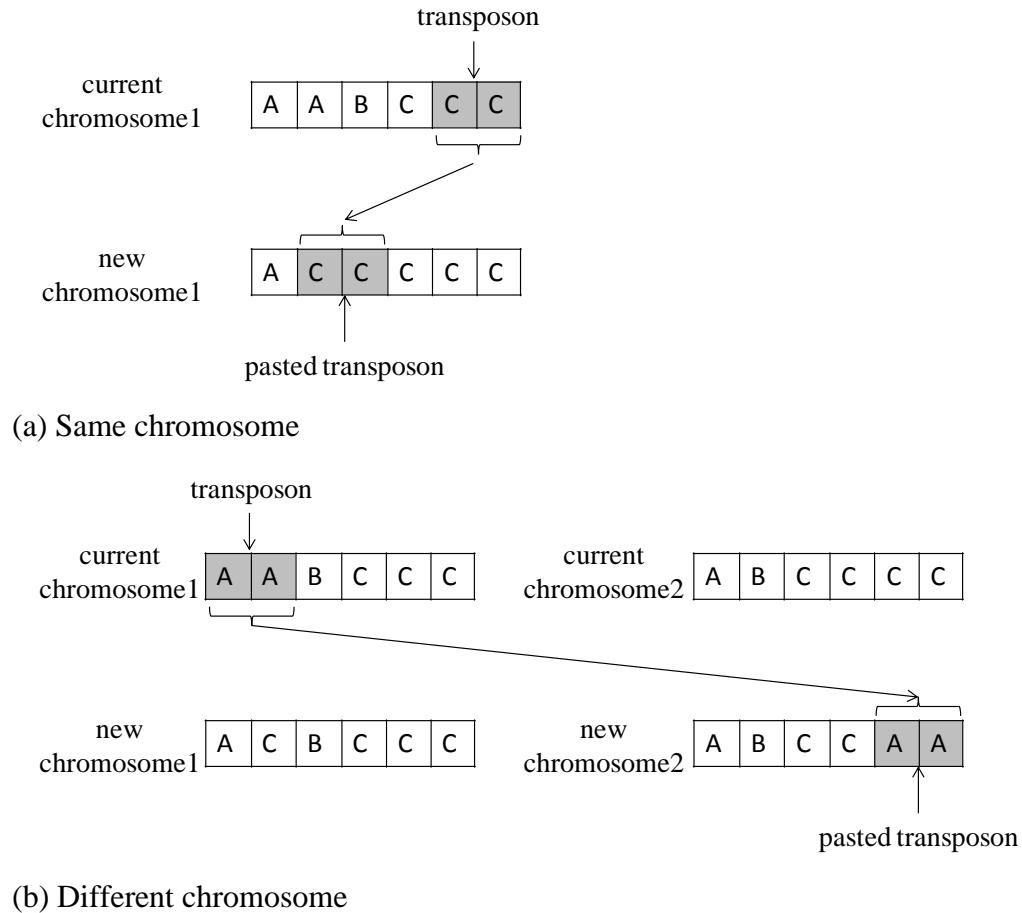 transposon
current
chromosome1
A A B C C C
new
chromosome1
A C C C C C
pasted transposon
(a) Same chromosome
transposon
current
chromosome1
A A B C C C
current
chromosome2
A B C C C C
new
chromosome1
A C B C C C
new
chromosome2
A B C C A A
pasted transposon
(b) Different chromosome